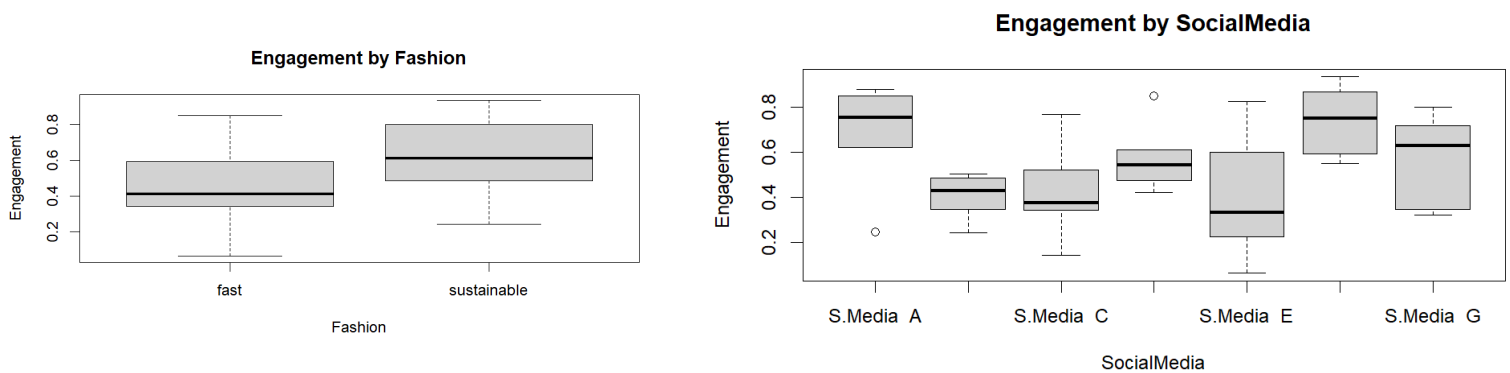 Engagement by Fashion
Engagement
0.8
0.6
0.4
0.2
fast sustainable
Fashion
Engagement by SocialMedia
Engagement
0.8
0.6
0.4
0.2
S.Media A S.Media C S.Media E S.Media G
SocialMedia